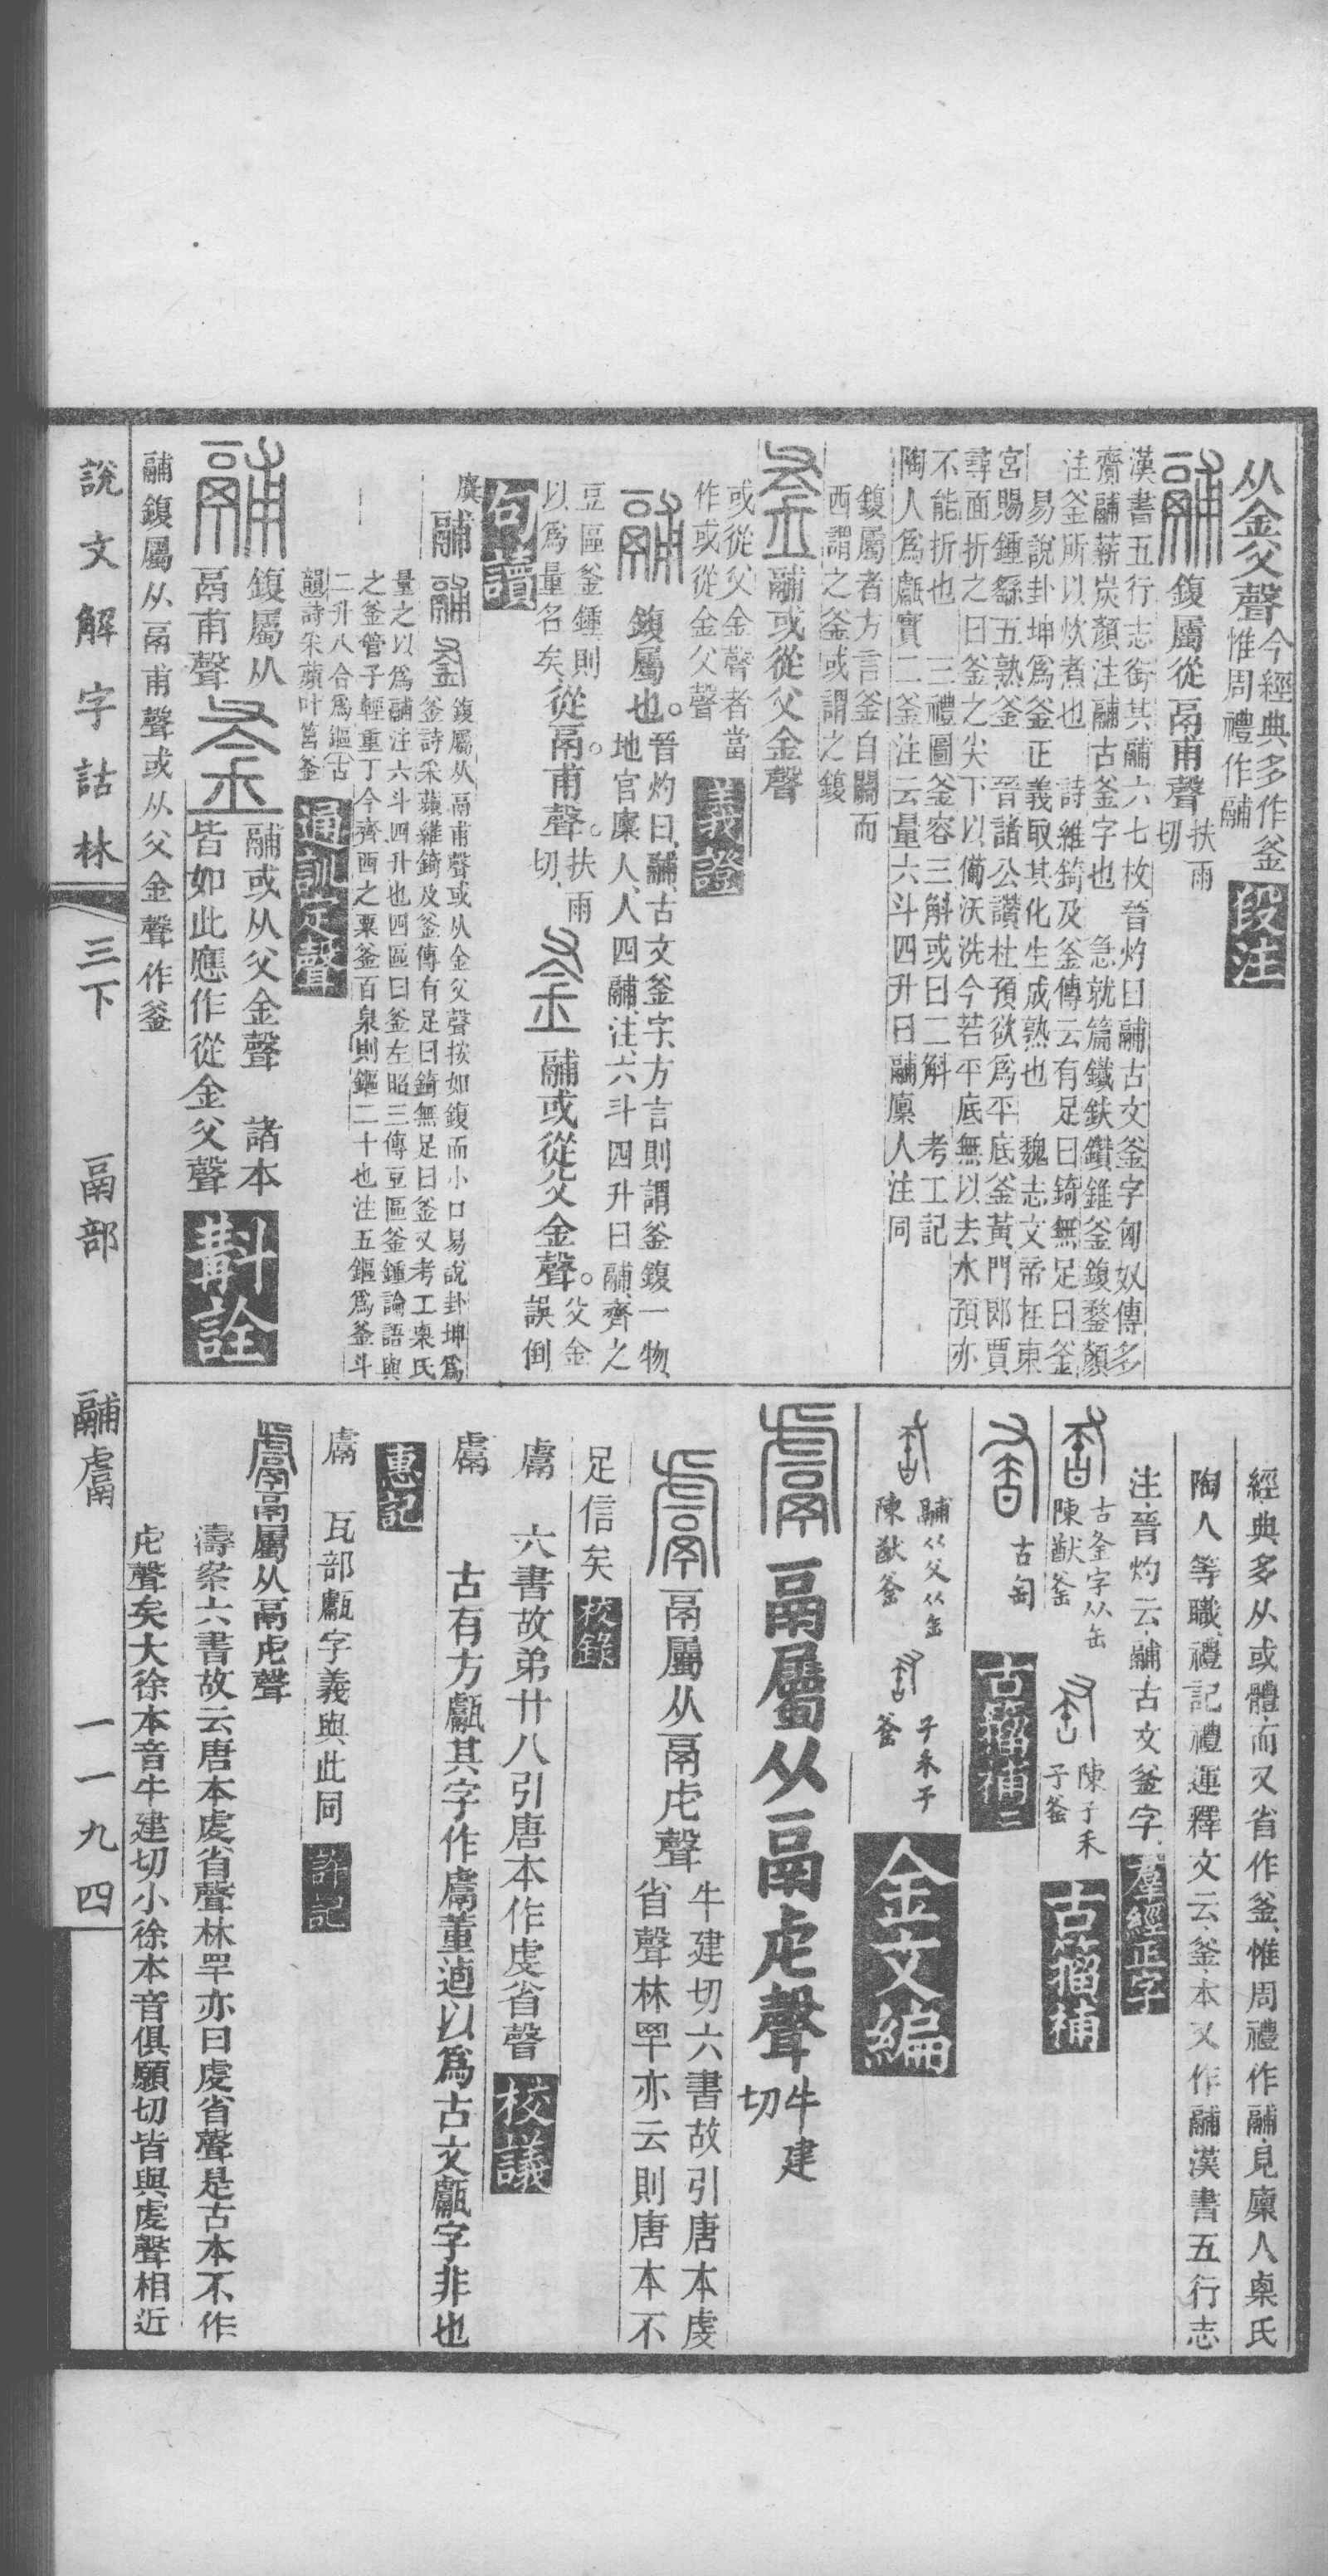 从金父聲
今經典多作釜
惟周禮作鬴
段注
鬴
鍑屬從鬲甫聲
扶雨
切
漢書五行志銜其鬴六七枚晉灼曰鬴古文釜字匈奴傳多
齎鬴薪炭顏注鬴古釜字也 急就篇鐵鈇鑽錐釜鍑鍪顏
注釜所以炊煮也 詩維錡及釜傳云有足曰錡無足曰釜
易說卦坤爲釜正義取其化生成熟也 魏志文帝在東
宮賜鍾繇五熟釜 晉諸公讚杜預欲爲平底釜黃門郎賈
彝面折之曰釜之尖下以備沃洗今若平底無以去水預亦
不能折也 三禮圖釜容三斛或曰二斛 考工記
陶人爲甗實二釜注云量六斗四升曰鬴廩人注同
鍑屬者方言釜自關而
西謂之釜或謂之鍑
釜
鬴或從父金聲
或從父金聲者當
作或從金父聲
義證
鬴
鍑屬也。
晉灼曰鬴古文釜字方言則謂釜鍑一物
地官廩人人四鬴注六斗四升曰鬴齊之
豆區釜鍾則
以爲量名矣
從鬲。甫聲。
扶雨
切
釜
鬴或從父金聲。
父金
誤倒
句讀
鬴
鬴
釜
鍑屬从鬲甫聲或从金父聲按如鍑而小口易說卦坤爲
釜詩采蘋維錡及釜傳有足曰錡無足曰釜又考工㮚氏
量之以爲鬴注六斗四升也四區曰釜左昭三傳豆區釜鍾論語與
之釜管子輕重丁今齊西之粟釜百泉則鏂二十也注五鏂爲釜斗
二升八合爲鏂
古
韻
詩采蘋叶筥釜
通訓定聲
鬴
鍑屬从
鬲甫聲
釜
鬴或从父金聲 諸本
皆如此應作從金父聲
斠詮
鬴鍑屬从鬲甫聲或从父金聲作釜
說文解字詁林
三下
鬲部
鬴鬳
一一九四
經典多从或體而又省作釜惟周禮作鬴見廩人㮚氏
陶人等職禮記禮運釋文云釜本又作鬴漢書五行志
注晉灼云鬴古文釜字
羣經正字
古釜字从缶
陳猷釜
陳子禾
子釜
古籀補
古匋
古籀補補
鬴从父从缶
陳猷釜
子禾子
釜
金文編
鬳
鬲屬从鬲虍聲
牛建
切
鬳
鬲屬从鬲虍聲
牛建切六書故引唐本虔
省聲林罕亦云則唐本不
足信矣
校錄
鬳
六書故弟廿八引唐本作虔省聲
校議
鬳
古有方甗其字作鬳董逌以爲古文甗字非也
惠記
鬳
瓦部甗字義與此同
許記
鬳
鬲屬从鬲虍聲
濤案六書故云唐本虔省聲林罕亦曰虔省聲是古本不作
虍聲矣大徐本音牛建切小徐本音俱願切皆與虔聲相近